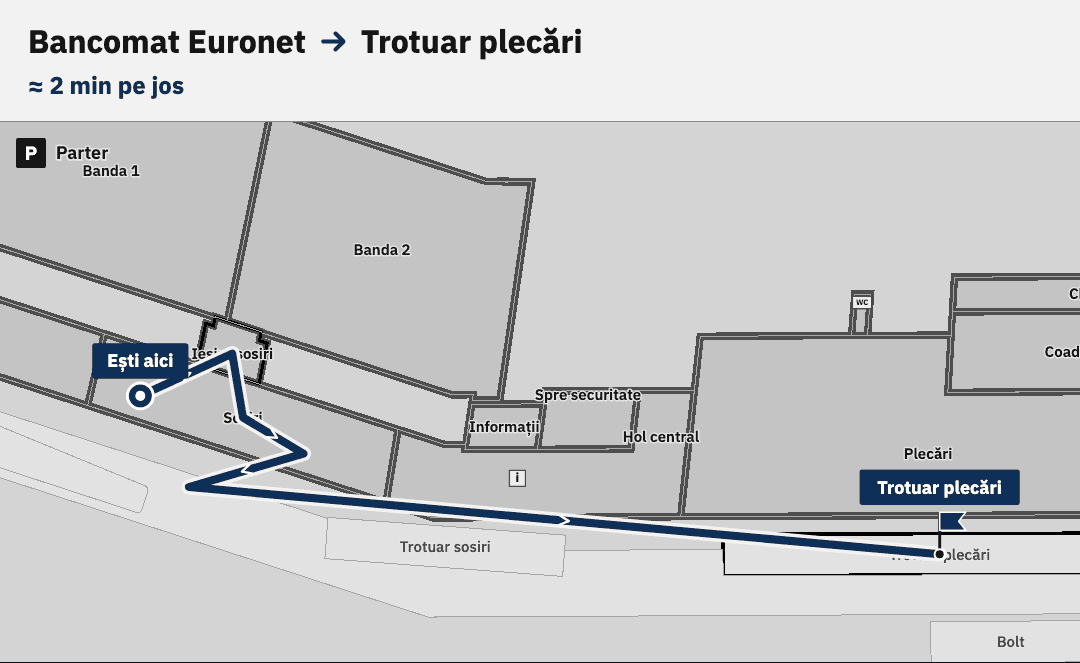 Bancomat Euronet → Trotuar plecări
≈ 2 min pe jos
P Parter
Banda 1
Banda 2
WC
Ești aici
Spre securitate
Informații
Hol central
i
Plecări
Trotuar plecări
Trotuar sosiri
plecări
Bolt